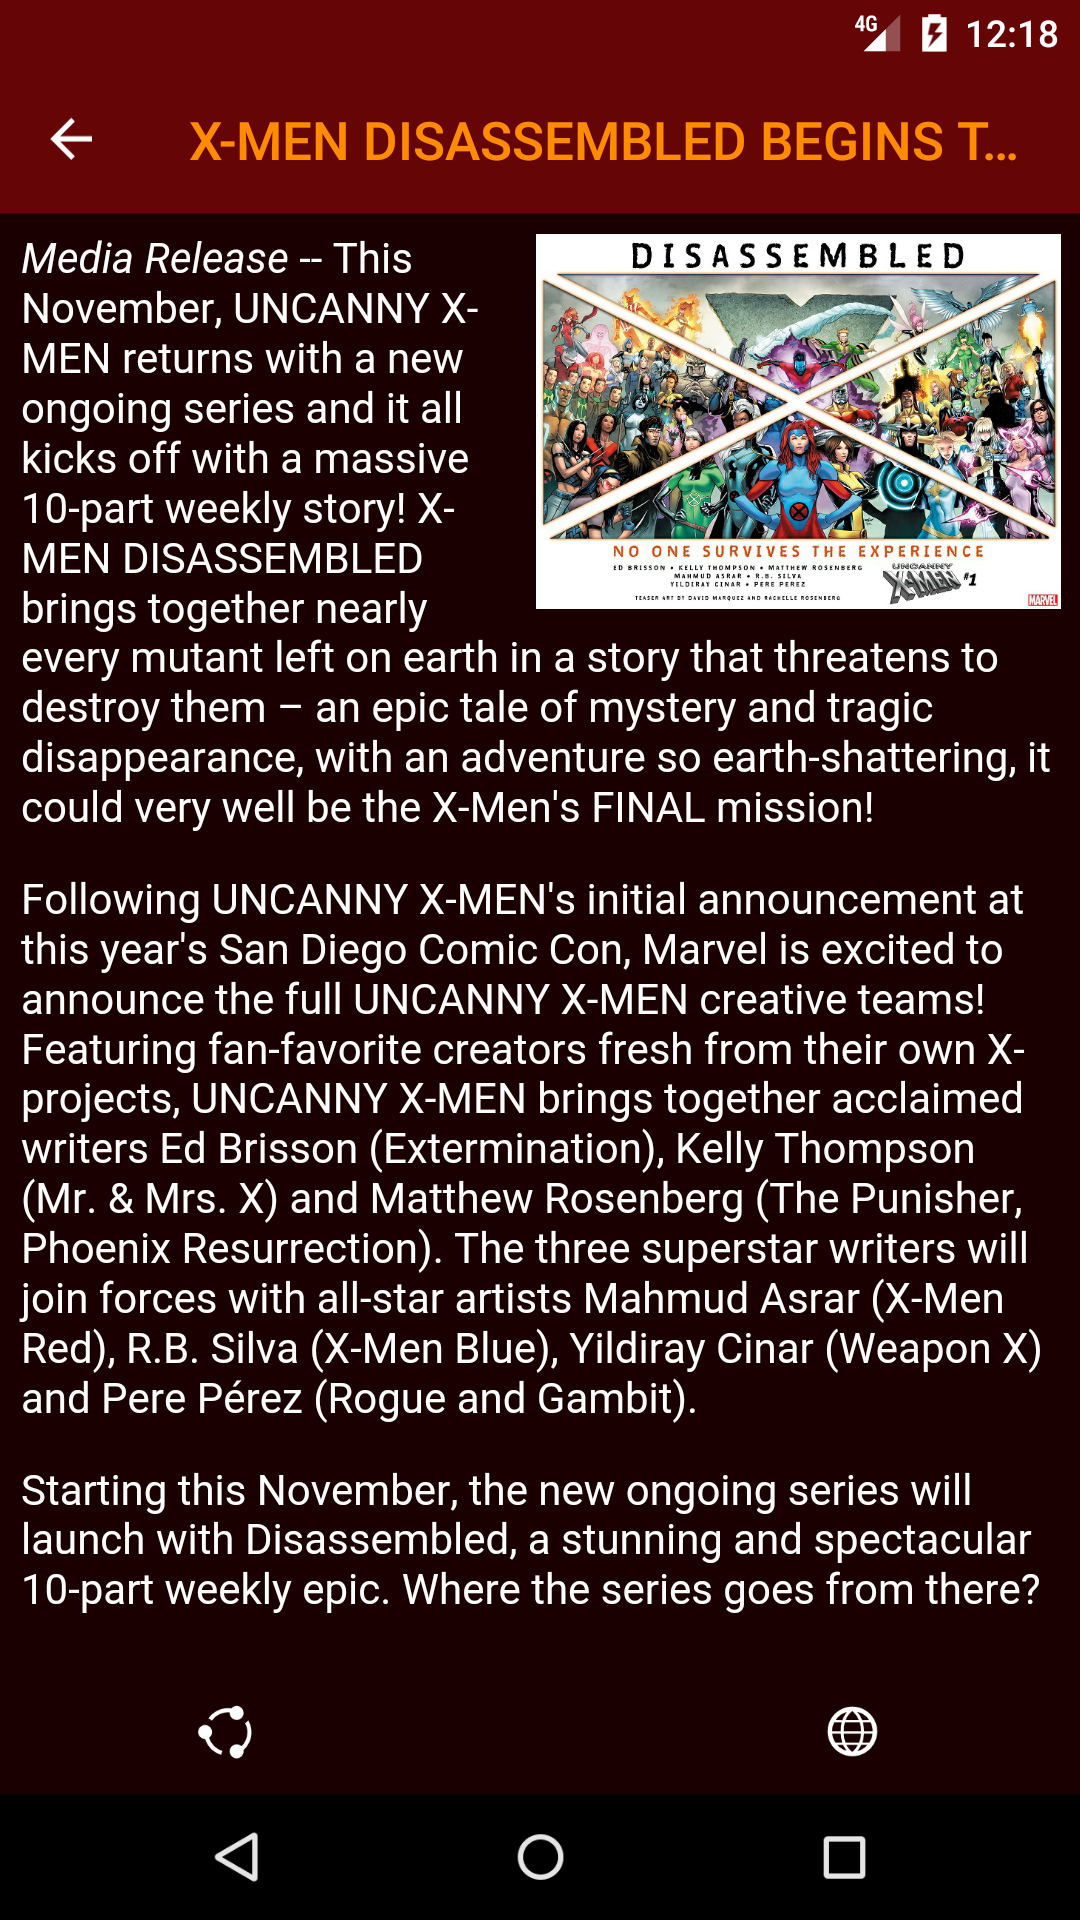 4G 12:18
X-MEN DISASSEMBLED BEGINS T...
Media Release -- This
November, UNCANNY X-
MEN returns with a new
ongoing series and it all
kicks off with a massive
10-part weekly story! X-
MEN DISASSEMBLED
brings together nearly
every mutant left on earth in a story that threatens to
destroy them – an epic tale of mystery and tragic
disappearance, with an adventure so earth-shattering, it
could very well be the X-Men's FINAL mission!
DISASSEMBLED
NO ONE SURVIVES THE EXPERIENCE
ED BRISSON • KELLY THOMPSON • MATTHEW ROSENBERG
MAHMUD ASRAR • R.B. SILVA
YILDIRAY CINAR • PERE PEREZ
TEASER ART BY DAVID MARQUEZ AND RACHELLE ROSENBERG
UNCANNY
X-MEN #1
MARVEL
Following UNCANNY X-MEN's initial announcement at
this year's San Diego Comic Con, Marvel is excited to
announce the full UNCANNY X-MEN creative teams!
Featuring fan-favorite creators fresh from their own X-
projects, UNCANNY X-MEN brings together acclaimed
writers Ed Brisson (Extermination), Kelly Thompson
(Mr. & Mrs. X) and Matthew Rosenberg (The Punisher,
Phoenix Resurrection). The three superstar writers will
join forces with all-star artists Mahmud Asrar (X-Men
Red), R.B. Silva (X-Men Blue), Yildiray Cinar (Weapon X)
and Pere Pérez (Rogue and Gambit).
Starting this November, the new ongoing series will
launch with Disassembled, a stunning and spectacular
10-part weekly epic. Where the series goes from there?